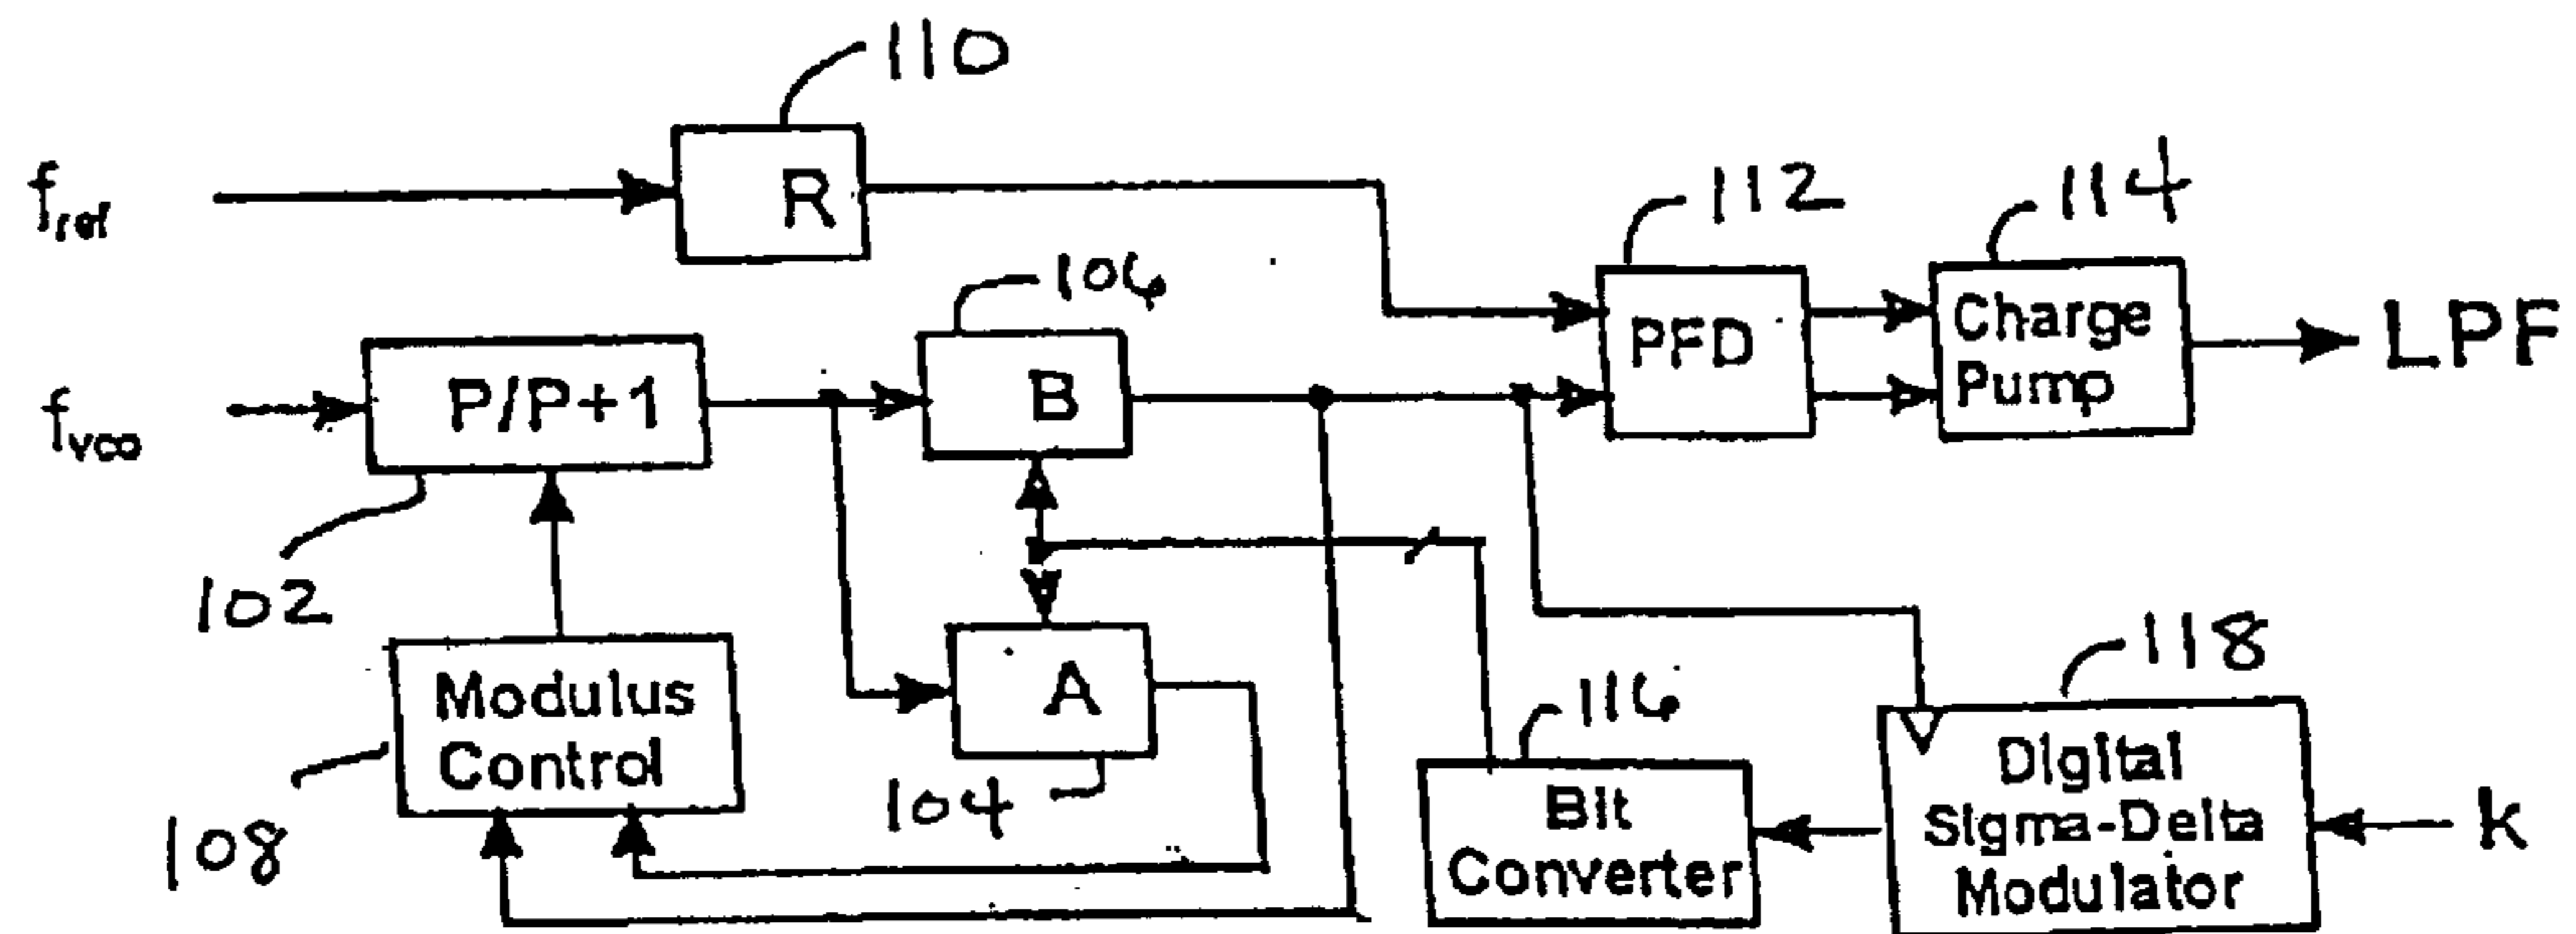 110
f_ref
R
112
114
106
PFD
Charge
Pump
LPF
f_vco
P/P+1
B
102
118
Modulus
Control
A
116
Digital
Sigma-Delta
Modulator
k
104
Bit
Converter
108